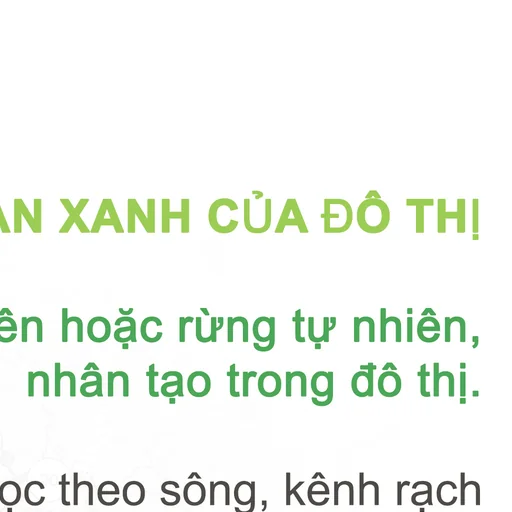 AN XANH CỦA ĐÔ THỊ
ên hoặc rừng tự nhiên,
nhân tạo trong đô thị.
ọc theo sông, kênh rạch